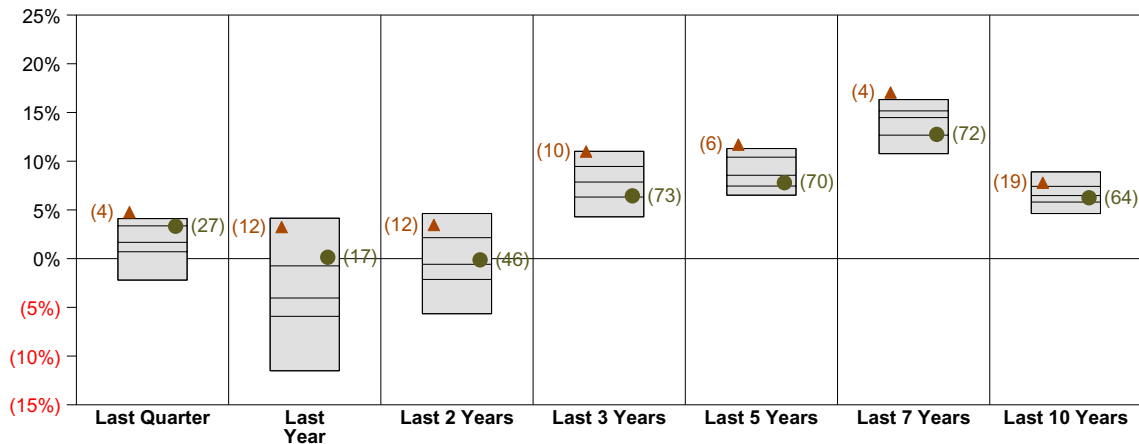 25%
20%
15%
10%
5%
0%
(5%)
(10%)
(15%)
(4)
(27)
(12)
(17)
(12)
(46)
(10)
(73)
(6)
(70)
(4)
(72)
(19)
(64)
Last Quarter
Last
Year
Last 2 Years
Last 3 Years
Last 5 Years
Last 7 Years
Last 10 Years